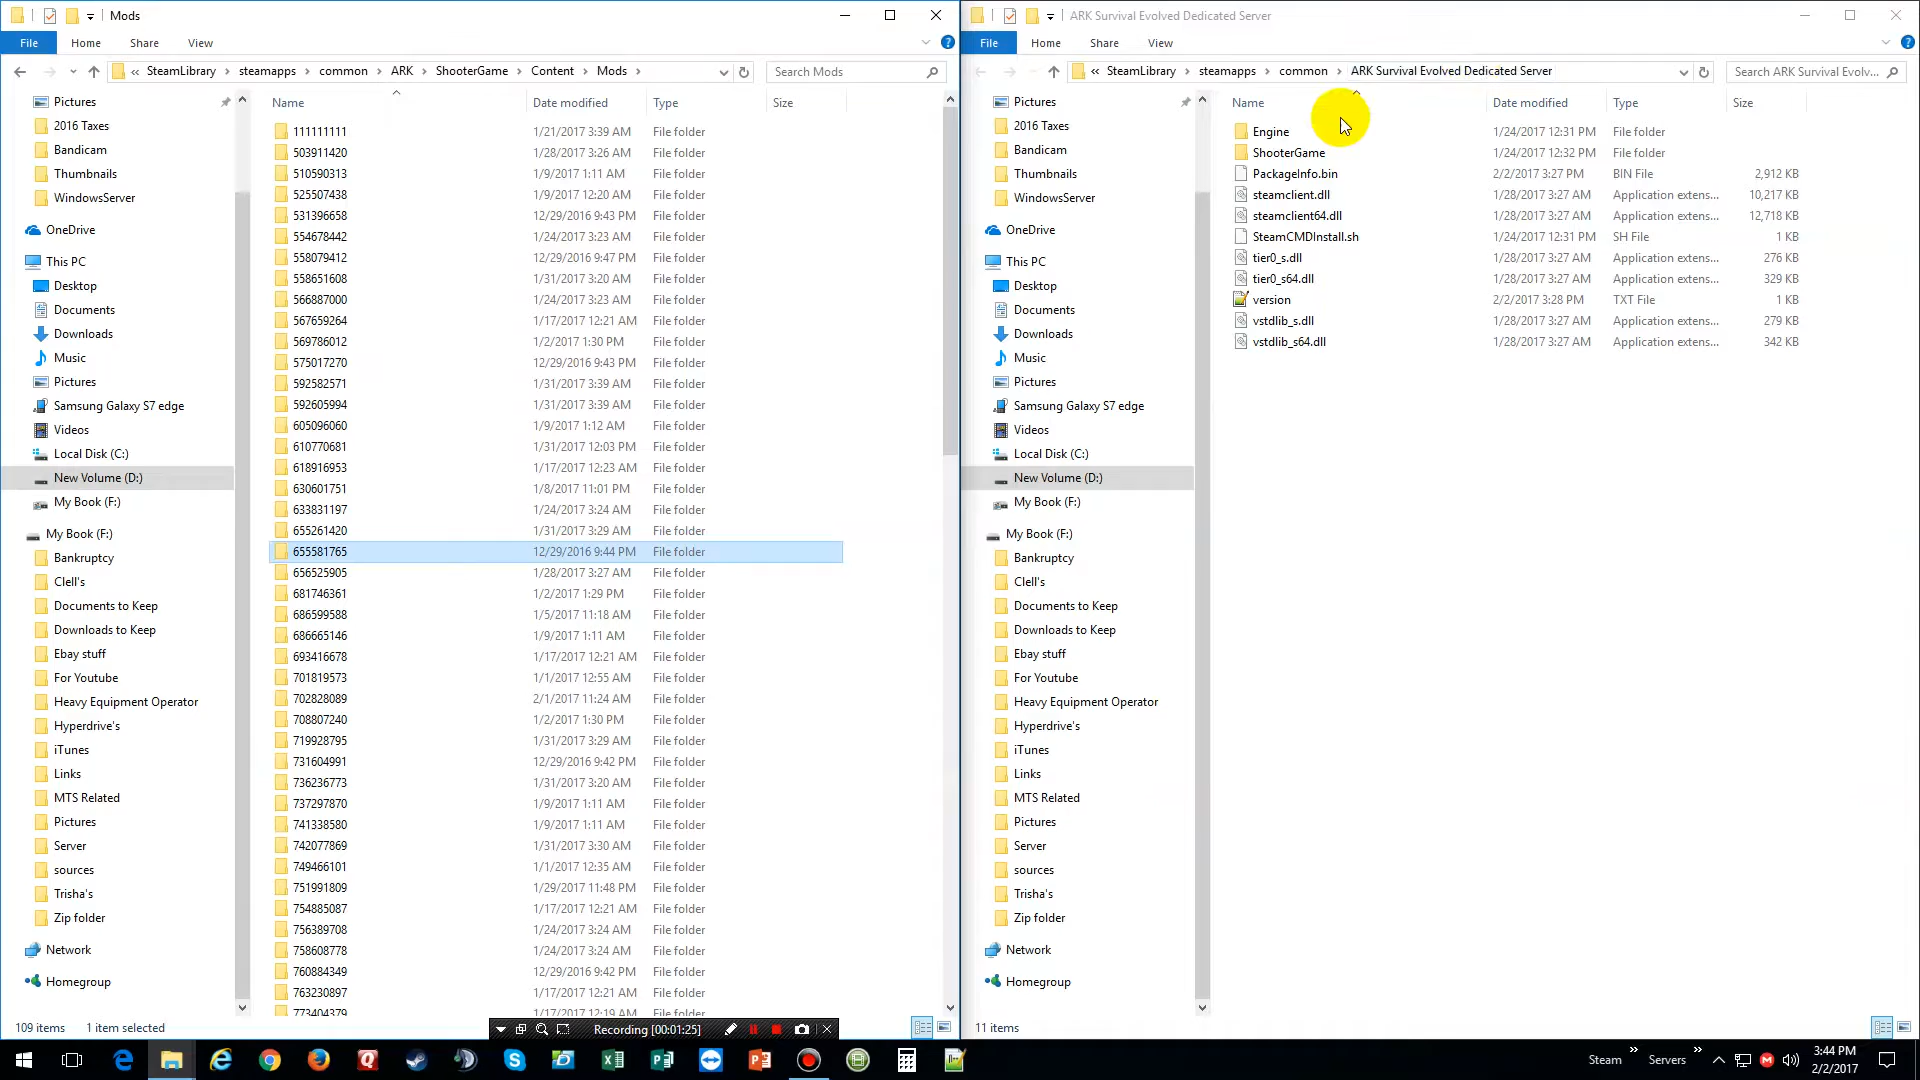 Mods
File Home Share View
« SteamLibrary › steamapps › common › ARK › ShooterGame › Content › Mods ›
Search Mods
Pictures
2016 Taxes
Bandicam
Thumbnails
WindowsServer
OneDrive
This PC
Desktop
Documents
Downloads
Music
Pictures
Samsung Galaxy S7 edge
Videos
Local Disk (C:)
New Volume (D:)
My Book (F:)
My Book (F:)
Bankruptcy
Clell's
Documents to Keep
Downloads to Keep
Ebay stuff
For Youtube
Heavy Equipment Operator
Hyperdrive's
iTunes
Links
MTS Related
Pictures
Server
sources
Trisha's
Zip folder
Network
Homegroup
Name Date modified Type Size
111111111 1/21/2017 3:39 AM File folder
503911420 1/28/2017 3:26 AM File folder
510590313 1/9/2017 1:11 AM File folder
525507438 1/9/2017 12:20 AM File folder
531396658 12/29/2016 9:43 PM File folder
554678442 1/24/2017 3:23 AM File folder
558079412 12/29/2016 9:47 PM File folder
558651608 1/31/2017 3:20 AM File folder
566887000 1/24/2017 3:23 AM File folder
567659264 1/17/2017 12:21 AM File folder
569786012 1/2/2017 1:30 PM File folder
575017270 12/29/2016 9:43 PM File folder
592582571 1/31/2017 3:39 AM File folder
592605994 1/31/2017 3:39 AM File folder
605096060 1/9/2017 1:12 AM File folder
610770681 1/31/2017 12:03 PM File folder
618916953 1/17/2017 12:23 AM File folder
630601751 1/8/2017 11:01 PM File folder
633831197 1/24/2017 3:24 AM File folder
655261420 1/31/2017 3:29 AM File folder
655581765 12/29/2016 9:44 PM File folder
656525905 1/28/2017 3:27 AM File folder
681746361 1/2/2017 1:29 PM File folder
686599588 1/5/2017 11:18 AM File folder
686665146 1/9/2017 1:11 AM File folder
693416678 1/17/2017 12:21 AM File folder
701819573 1/1/2017 12:55 AM File folder
702828089 2/1/2017 11:24 AM File folder
708807240 1/2/2017 1:30 PM File folder
719928795 1/31/2017 3:29 AM File folder
731604991 12/29/2016 9:42 PM File folder
736236773 1/31/2017 3:20 AM File folder
737297870 1/9/2017 1:11 AM File folder
741338580 1/9/2017 1:11 AM File folder
742077869 1/31/2017 3:30 AM File folder
749466101 1/1/2017 12:35 AM File folder
751991809 1/29/2017 11:48 PM File folder
754885087 1/17/2017 12:21 AM File folder
756389708 1/24/2017 3:24 AM File folder
758608778 1/24/2017 3:24 AM File folder
760884349 12/29/2016 9:42 PM File folder
763230897 1/17/2017 12:21 AM File folder
773404379 1/17/2017 12:19 AM File folder
109 items 1 item selected
Recording [00:01:25]
ARK Survival Evolved Dedicated Server
File Home Share View
« SteamLibrary › steamapps › common › ARK Survival Evolved Dedicated Server
Search ARK Survival Evolv...
Pictures
2016 Taxes
Bandicam
Thumbnails
WindowsServer
OneDrive
This PC
Desktop
Documents
Downloads
Music
Pictures
Samsung Galaxy S7 edge
Videos
Local Disk (C:)
New Volume (D:)
My Book (F:)
My Book (F:)
Bankruptcy
Clell's
Documents to Keep
Downloads to Keep
Ebay stuff
For Youtube
Heavy Equipment Operator
Hyperdrive's
iTunes
Links
MTS Related
Pictures
Server
sources
Trisha's
Zip folder
Network
Homegroup
Name Date modified Type Size
Engine 1/24/2017 12:31 PM File folder
ShooterGame 1/24/2017 12:32 PM File folder
PackageInfo.bin 2/2/2017 3:27 PM BIN File 2,912 KB
steamclient.dll 1/28/2017 3:27 AM Application extens... 10,217 KB
steamclient64.dll 1/28/2017 3:27 AM Application extens... 12,718 KB
SteamCMDInstall.sh 1/24/2017 12:31 PM SH File 1 KB
tier0_s.dll 1/28/2017 3:27 AM Application extens... 276 KB
tier0_s64.dll 1/28/2017 3:27 AM Application extens... 329 KB
version 2/2/2017 3:28 PM TXT File 1 KB
vstdlib_s.dll 1/28/2017 3:27 AM Application extens... 279 KB
vstdlib_s64.dll 1/28/2017 3:27 AM Application extens... 342 KB
11 items
Steam » Servers » 3:44 PM
2/2/2017